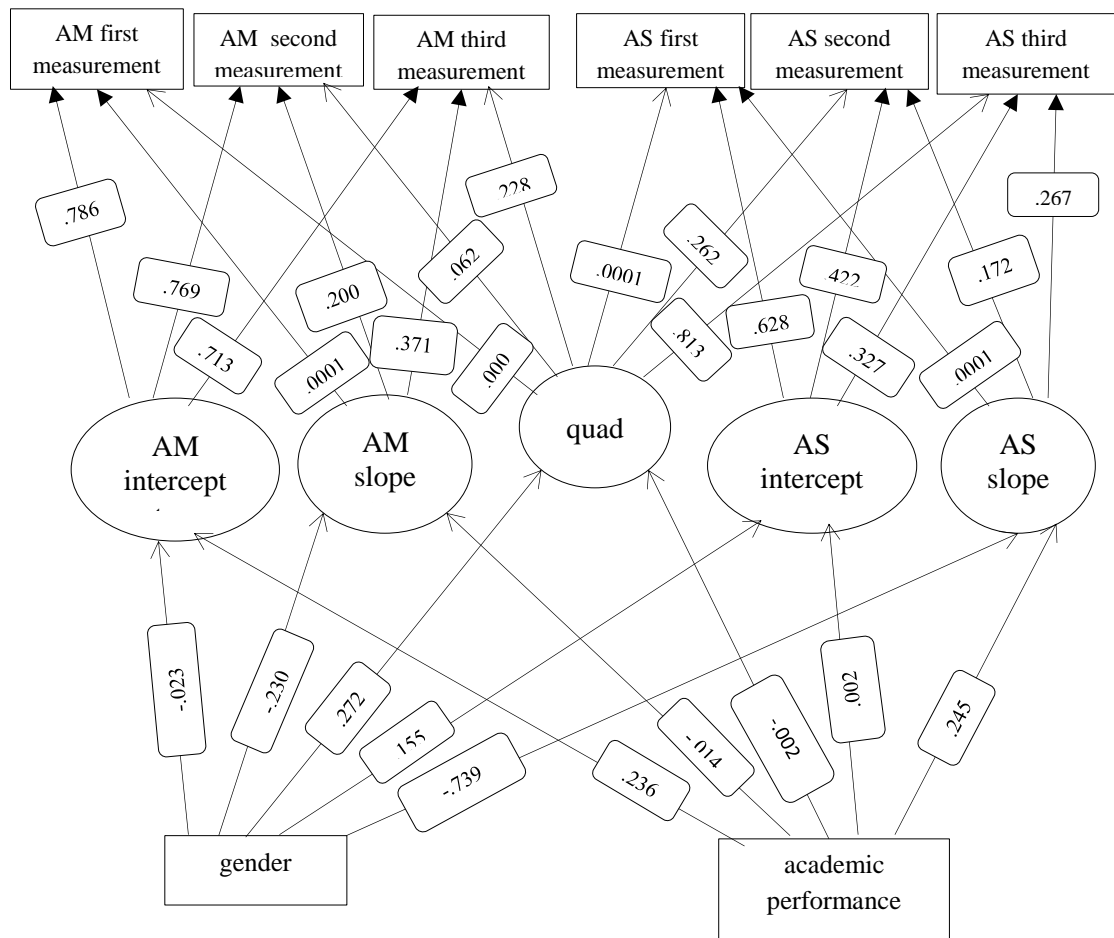 AM first
measurement
AM second
measurement
AM third
measurement
AS first
measurement
AS second
measurement
AS third
measurement
.786
.769
.713
.0001
.200
.371
.000
.062
.228
.0001
.262
.813
.628
.422
.327
.0001
.172
.267
AM
intercept
AM
slope
quad
AS
intercept
AS
slope
-.023
-.230
.272
.155
-.739
.236
-.014
-.002
.002
.245
gender
academic
performance